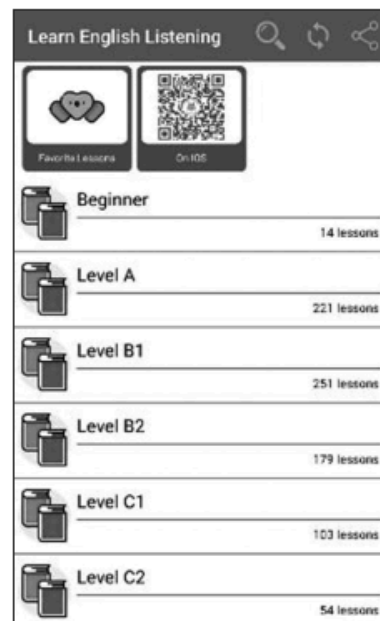 Learn English Listening
Favorite Lessons
On IOS
Beginner
14 lessons
Level A
221 lessons
Level B1
251 lessons
Level B2
179 lessons
Level C1
103 lessons
Level C2
54 lessons